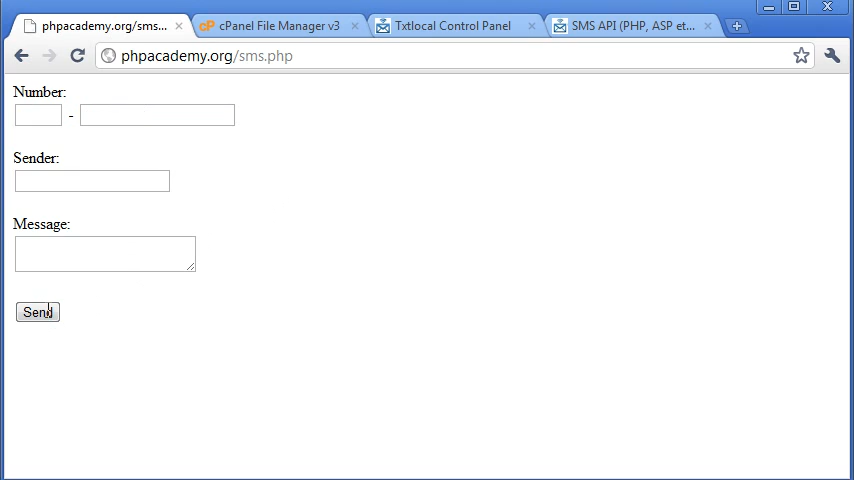 phpacademy.org/sms...
cPanel File Manager v3
Txtlocal Control Panel
SMS API (PHP, ASP et...
phpacademy.org/sms.php
Number:
-
Sender:
Message:
Send